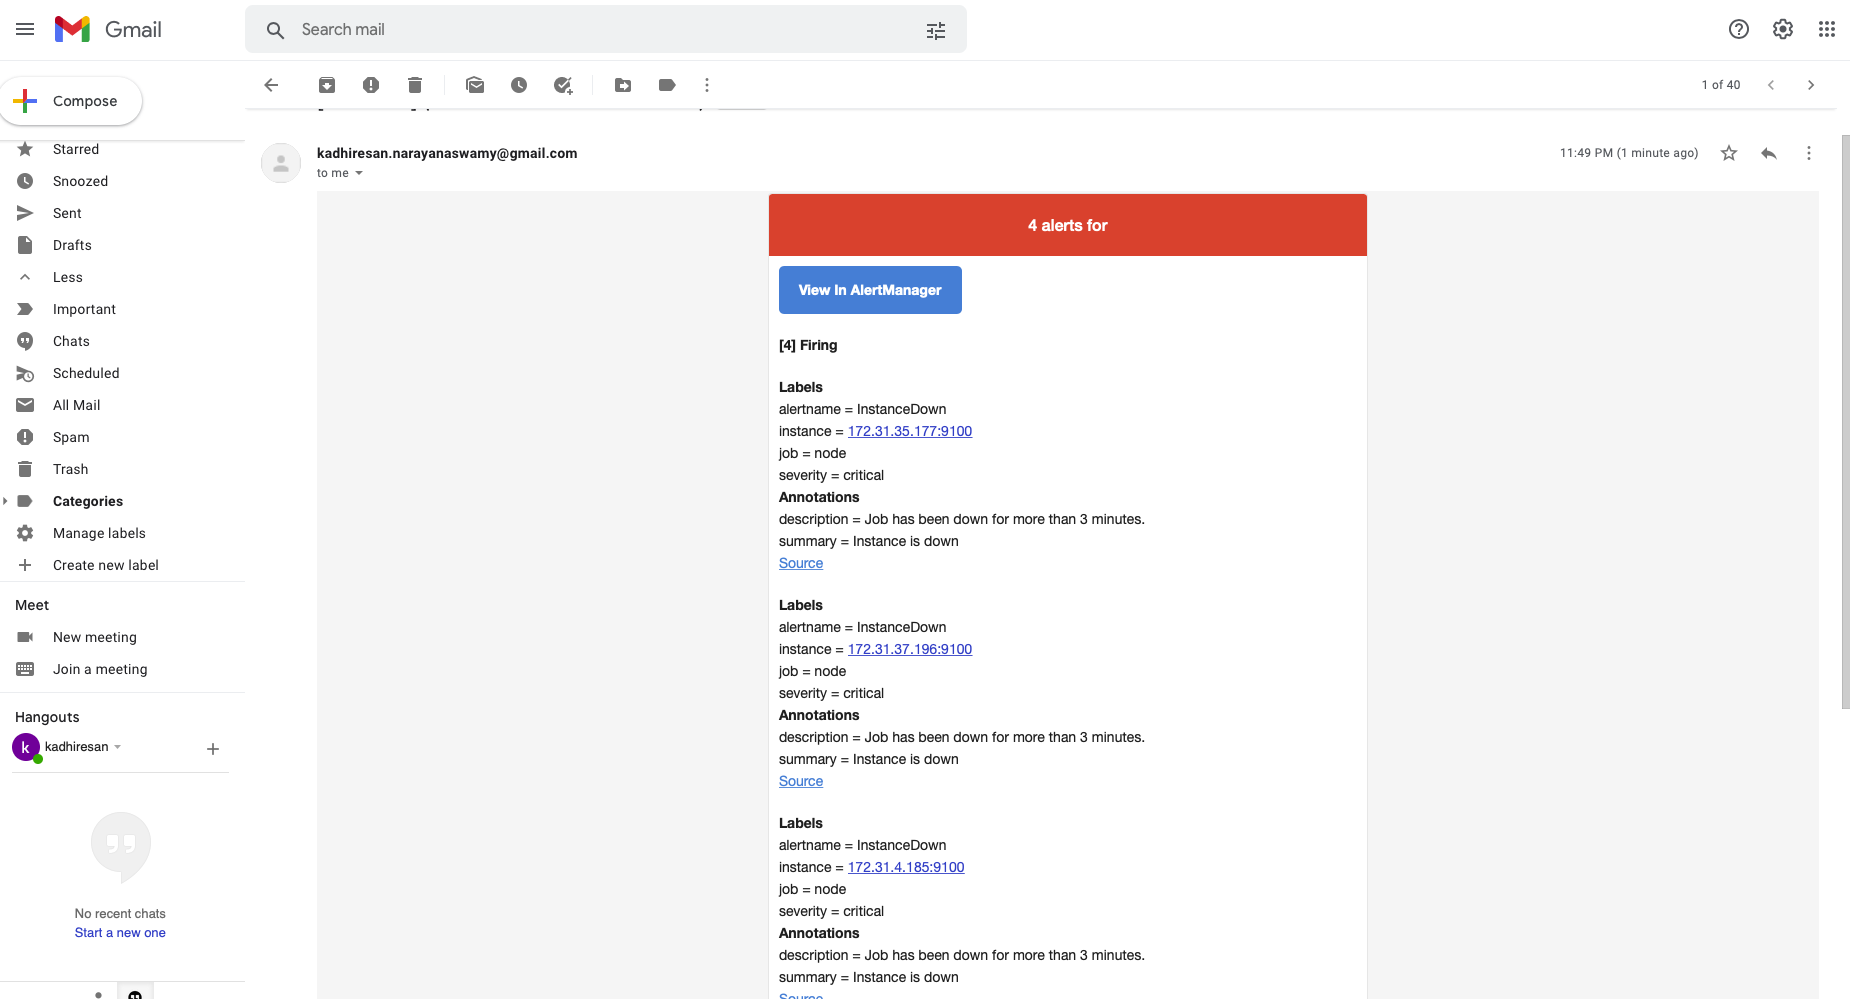 Gmail
Search mail
Compose
1 of 40
Starred
Snoozed
Sent
Drafts
Less
Important
Chats
Scheduled
All Mail
Spam
Trash
Categories
Manage labels
Create new label
Meet
New meeting
Join a meeting
Hangouts
k
kadhiresan
No recent chats
Start a new one
kadhiresan.narayanaswamy@gmail.com
11:49 PM (1 minute ago)
to me
4 alerts for
View In AlertManager
[4] Firing
Labels
alertname = InstanceDown
instance = 172.31.35.177:9100
job = node
severity = critical
Annotations
description = Job has been down for more than 3 minutes.
summary = Instance is down
Source
Labels
alertname = InstanceDown
instance = 172.31.37.196:9100
job = node
severity = critical
Annotations
description = Job has been down for more than 3 minutes.
summary = Instance is down
Source
Labels
alertname = InstanceDown
instance = 172.31.4.185:9100
job = node
severity = critical
Annotations
description = Job has been down for more than 3 minutes.
summary = Instance is down
Source